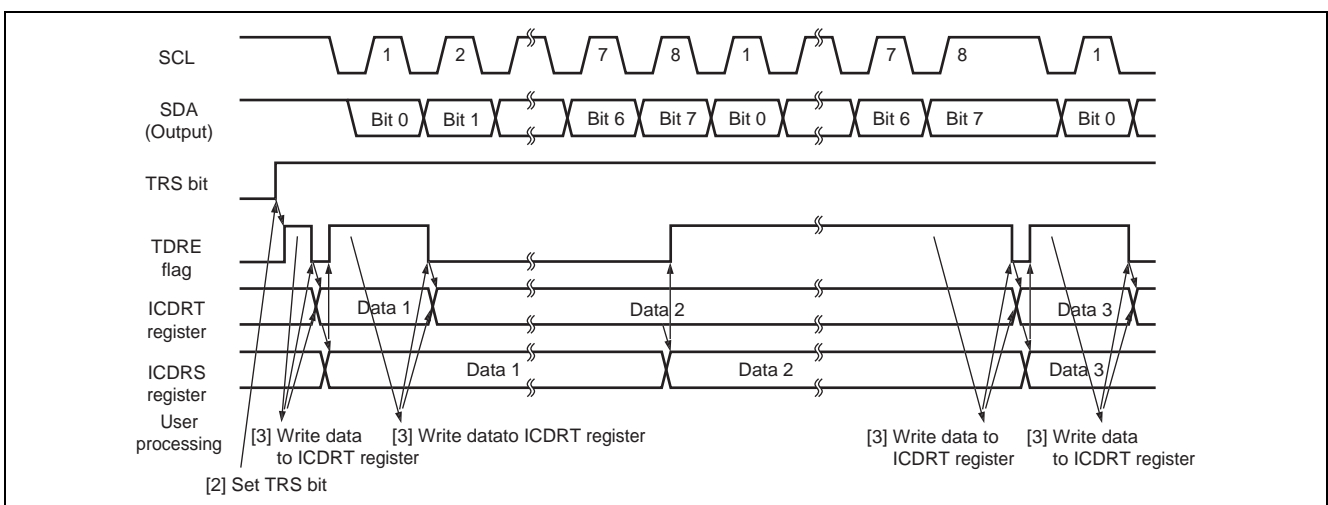 SCL
1 2 7 8 1 7 8 1
SDA
(Output)
Bit 0 Bit 1 Bit 6 Bit 7 Bit 0 Bit 6 Bit 7 Bit 0
TRS bit
TDRE
flag
ICDRT
register
Data 1 Data 2 Data 3
ICDRS
register
Data 1 Data 2 Data 3
User
processing
[3] Write data
to ICDRT register
[3] Write datato ICDRT register
[3] Write data to
ICDRT register
[3] Write data
to ICDRT register
[2] Set TRS bit